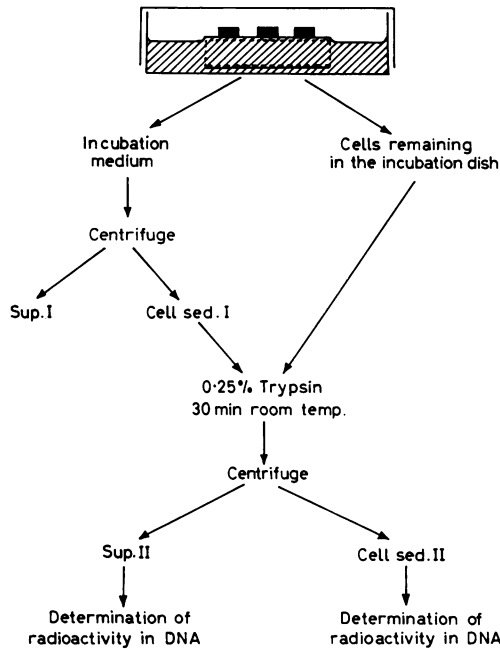 Incubation
medium
Cells remaining
in the incubation dish
Centrifuge
Sup.I
Cell sed.I
0·25% Trypsin
30 min room temp.
Centrifuge
Sup.II
Cell sed.II
Determination of
radioactivity in DNA
Determination of
radioactivity in DNA